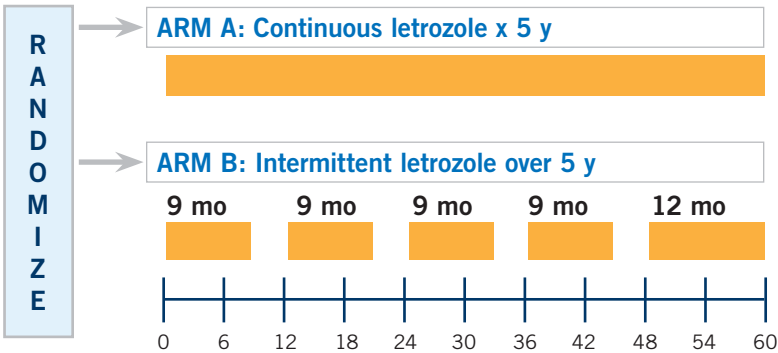 RANDOMIZE
ARM A: Continuous letrozole x 5 y
ARM B: Intermittent letrozole over 5 y
9 mo 9 mo 9 mo 9 mo 12 mo
0 6 12 18 24 30 36 42 48 54 60